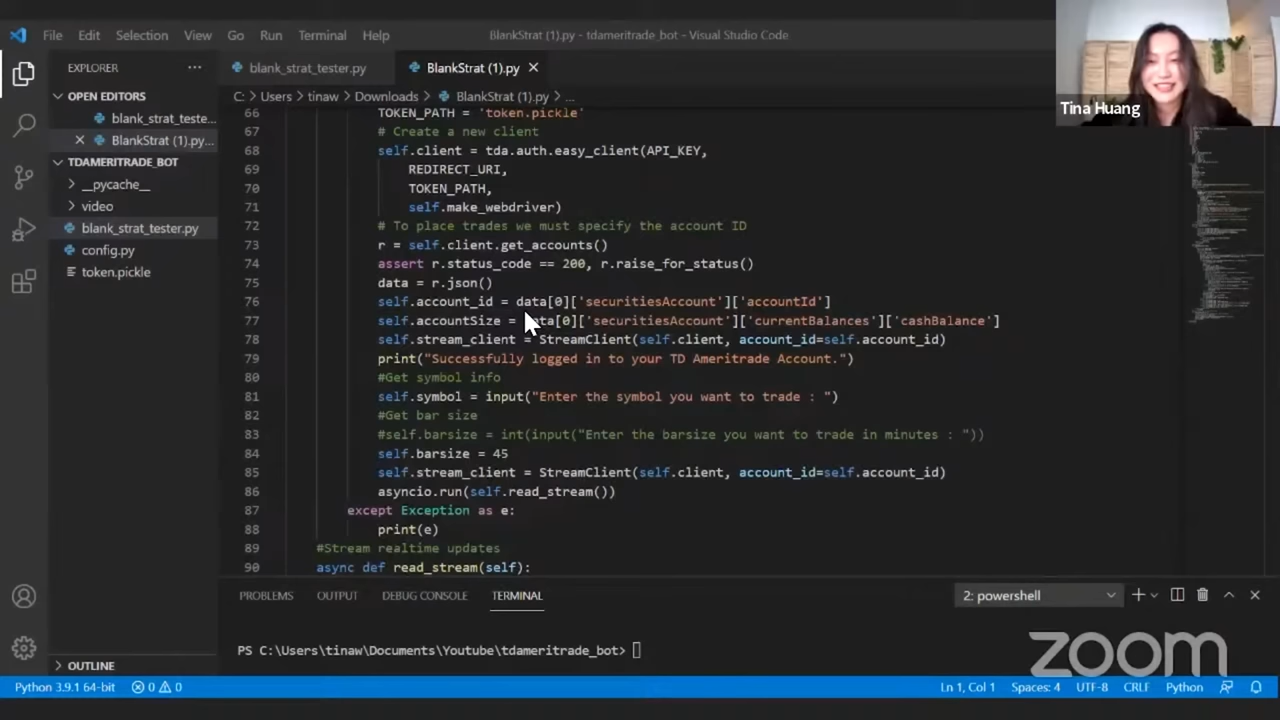 File Edit Selection View Go Run Terminal Help
BlankStrat (1).py - tdameritrade_bot - Visual Studio Code
Tina Huang
EXPLORER
OPEN EDITORS
blank_strat_teste...
BlankStrat (1).py...
TDAMERITRADE_BOT
__pycache__
video
blank_strat_tester.py
config.py
token.pickle
OUTLINE
blank_strat_tester.py
BlankStrat (1).py
C: > Users > tinaw > Downloads > BlankStrat (1).py > ...
66 TOKEN_PATH = 'token.pickle'
67 # Create a new client
68 self.client = tda.auth.easy_client(API_KEY,
69 REDIRECT_URI,
70 TOKEN_PATH,
71 self.make_webdriver)
72 # To place trades we must specify the account ID
73 r = self.client.get_accounts()
74 assert r.status_code == 200, r.raise_for_status()
75 data = r.json()
76 self.account_id = data[0]['securitiesAccount']['accountId']
77 self.accountSize = data[0]['securitiesAccount']['currentBalances']['cashBalance']
78 self.stream_client = StreamClient(self.client, account_id=self.account_id)
79 print("Successfully logged in to your TD Ameritrade Account.")
80 #Get symbol info
81 self.symbol = input("Enter the symbol you want to trade : ")
82 #Get bar size
83 #self.barsize = int(input("Enter the barsize you want to trade in minutes : "))
84 self.barsize = 45
85 self.stream_client = StreamClient(self.client, account_id=self.account_id)
86 asyncio.run(self.read_stream())
87 except Exception as e:
88 print(e)
89 #Stream realtime updates
90 async def read_stream(self):
PROBLEMS OUTPUT DEBUG CONSOLE TERMINAL
2: powershell
PS C:\Users\tinaw\Documents\Youtube\tdameritrade_bot>
zoom
Python 3.9.1 64-bit 0 0
Ln 1, Col 1 Spaces: 4 UTF-8 CRLF Python